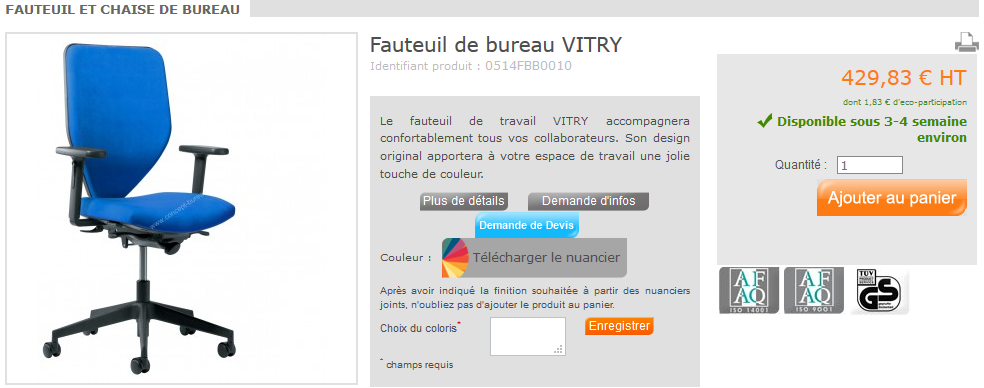 FAUTEUIL ET CHAISE DE BUREAU
Fauteuil de bureau VITRY
Identifiant produit : 0514FBB0010
Le fauteuil de travail VITRY accompagnera
confortablement tous vos collaborateurs. Son design
original apportera à votre espace de travail une jolie
touche de couleur.
Plus de détails
Demande d'infos
Demande de Devis
Couleur :
Télécharger le nuancier
Après avoir indiqué la finition souhaitée à partir des nuanciers
joints, n'oubliez pas d'ajouter le produit au panier.
Choix du coloris*
Enregistrer
* champs requis
429,83 € HT
dont 1,83 € d'eco-participation
Disponible sous 3-4 semaine
environ
Quantité :
1
Ajouter au panier
AF
AQ
ISO 14001
AF
AQ
ISO 9001
TÜV
GS